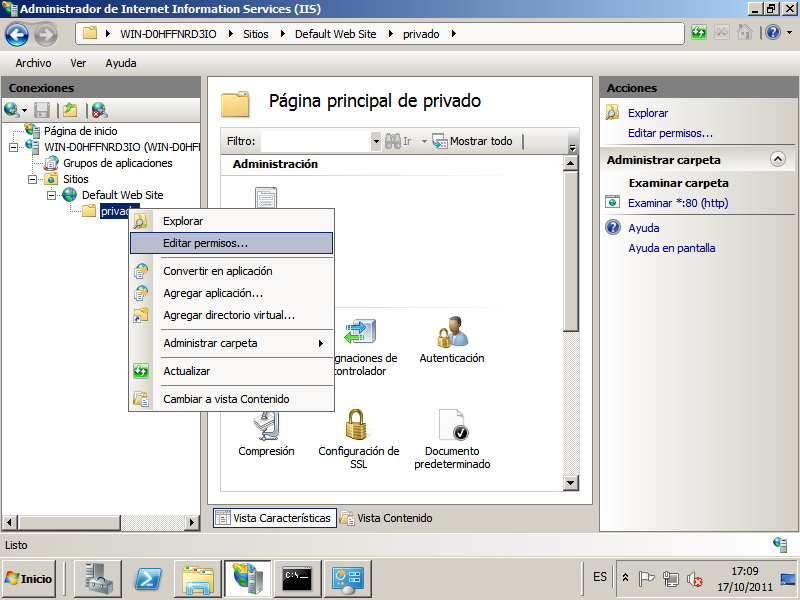 Administrador de Internet Information Services (IIS)
WIN-D0HFFNRD3IO
Sitios
Default Web Site
privado
Archivo
Ver
Ayuda
Conexiones
Página de inicio
WIN-D0HFFNRD3IO (WIN-D0HFF
Grupos de aplicaciones
Sitios
Default Web Site
privado
Explorar
Editar permisos...
Convertir en aplicación
Agregar aplicación...
Agregar directorio virtual...
Administrar carpeta
Actualizar
Cambiar a vista Contenido
Página principal de privado
Filtro:
Ir
Mostrar todo
Administración
gnaciones de
controlador
Autenticación
Compresión
Configuración de
SSL
Documento
predeterminado
Vista Características
Vista Contenido
Acciones
Explorar
Editar permisos...
Administrar carpeta
Examinar carpeta
Examinar *:80 (http)
Ayuda
Ayuda en pantalla
Listo
Inicio
C:\_
ES
17:09
17/10/2011